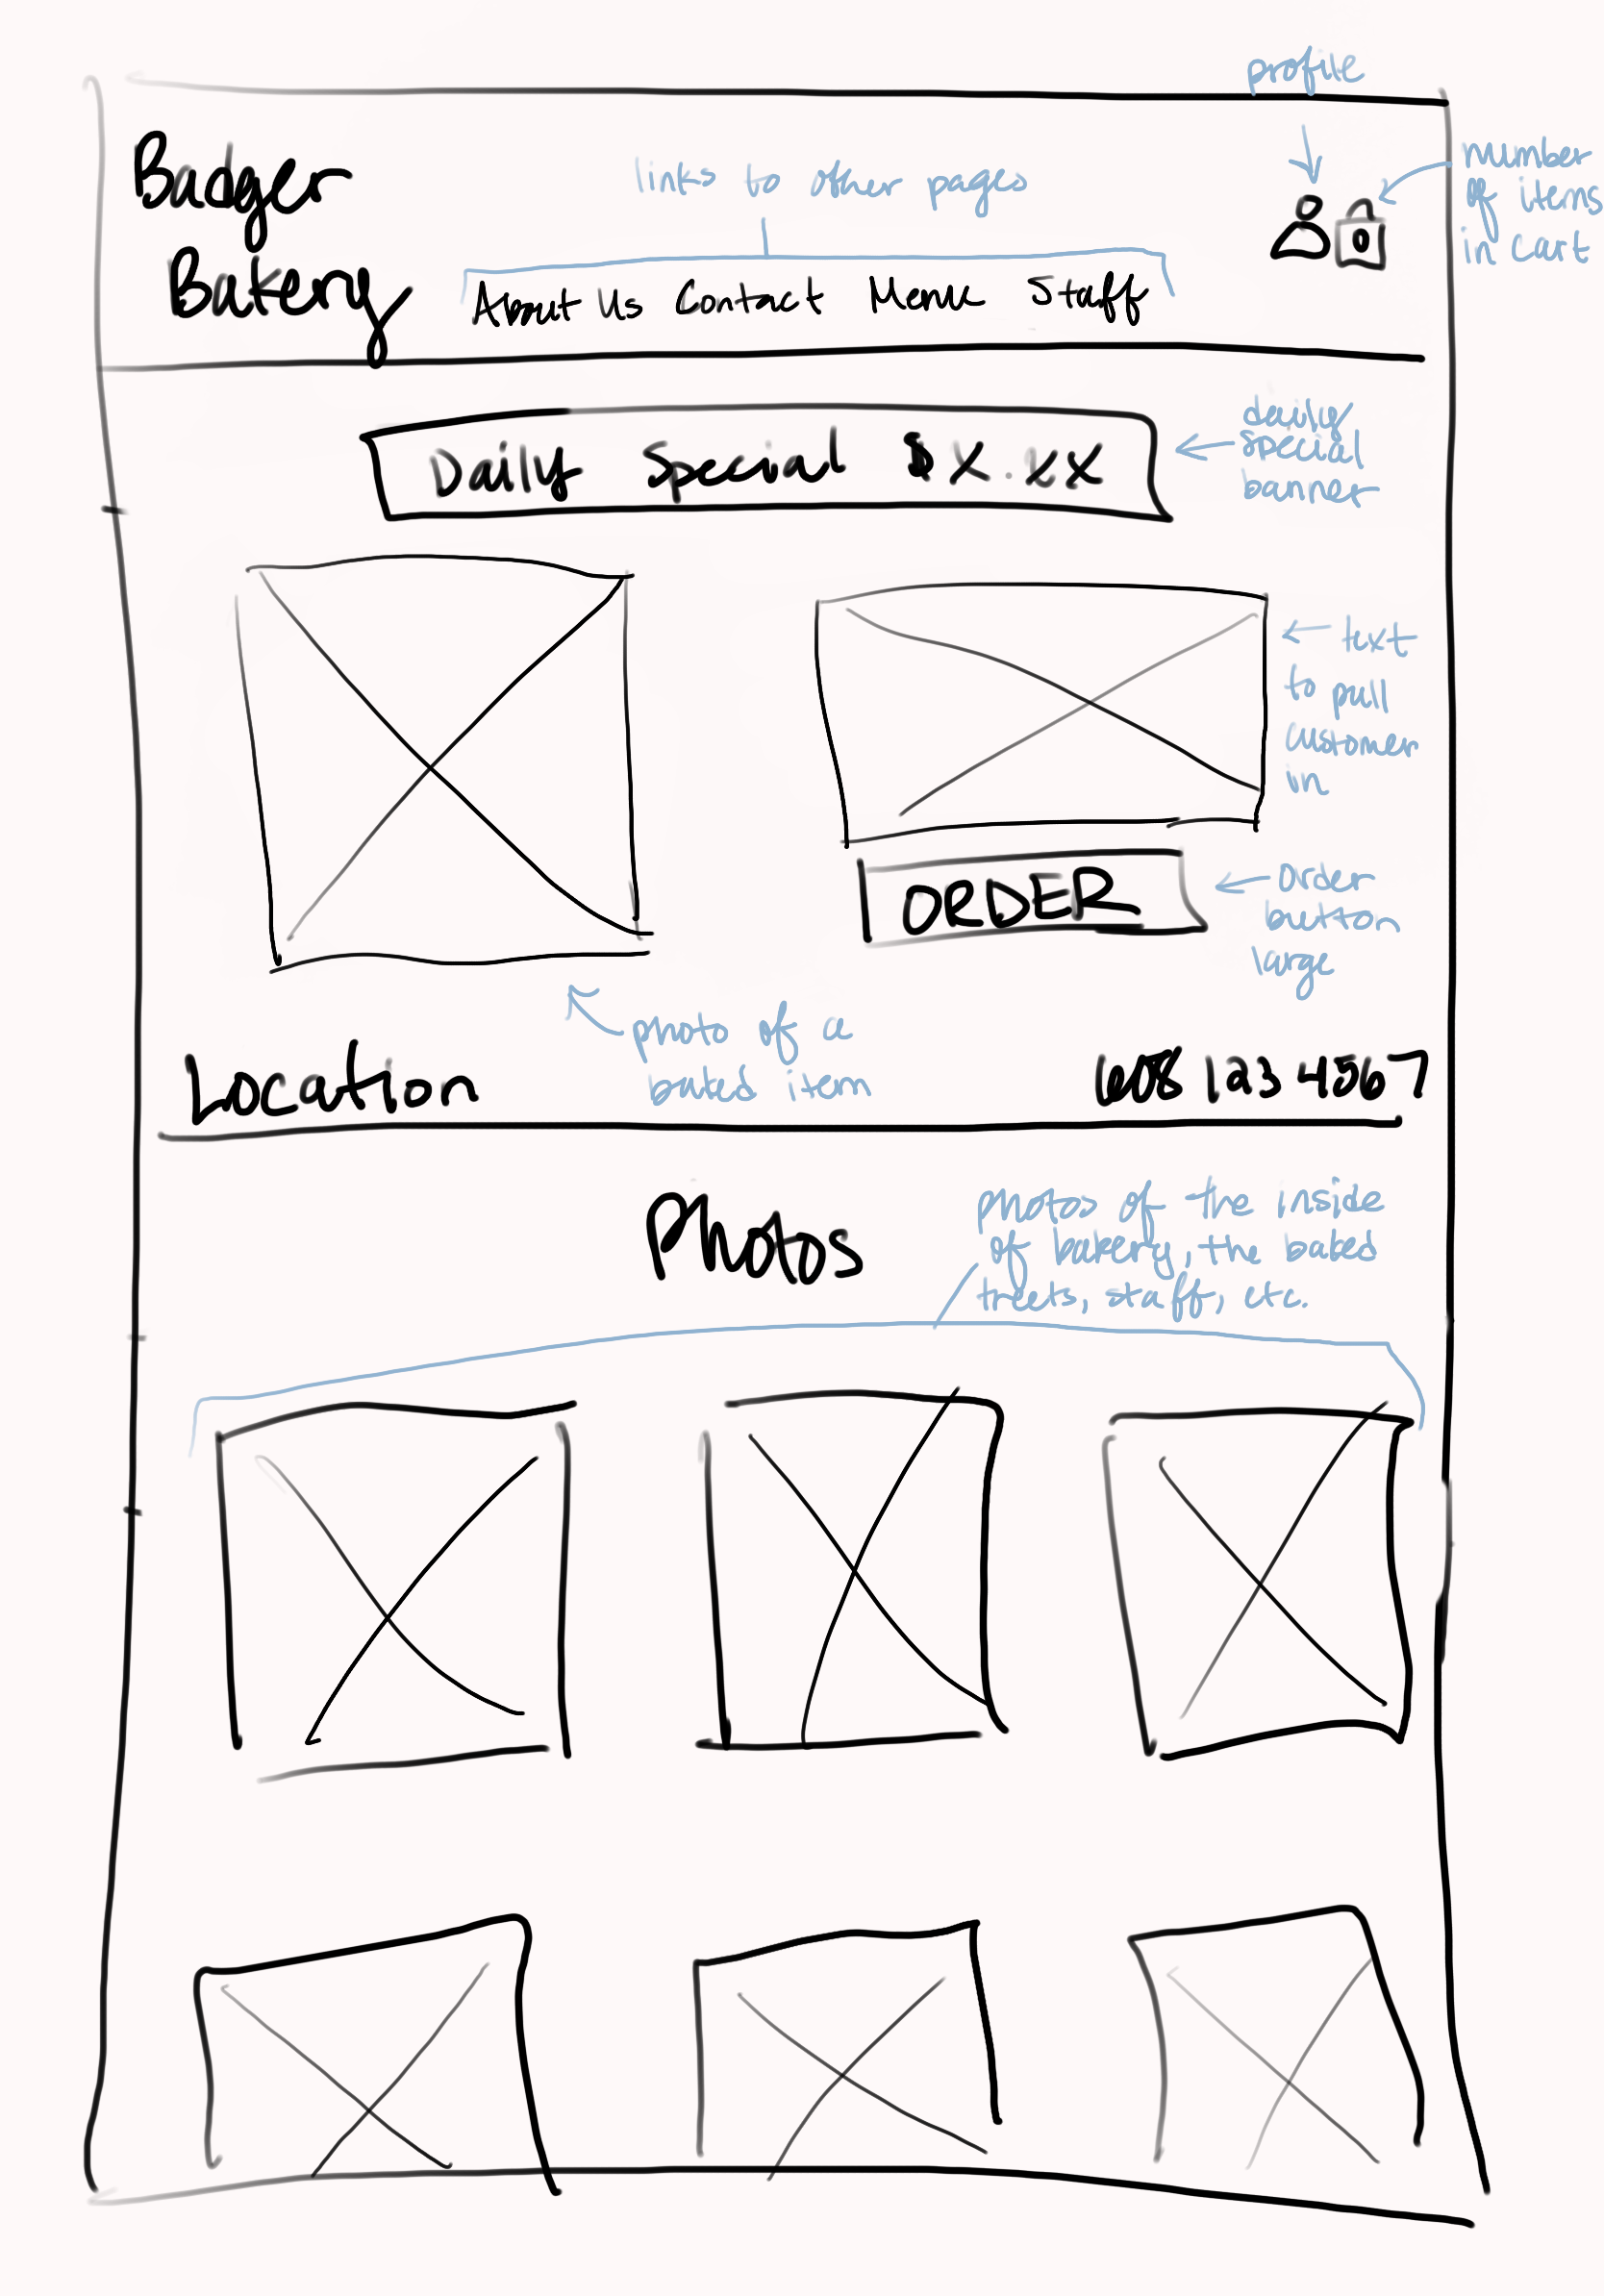 profile
Badger
Bakery
links to other pages
number
of items
in cart
0
About Us Contact Menu Staff
Daily Special $X.XX
daily
special
banner
text
to pull
customer
in
ORDER
order
button
large
photo of a
baked item
Location
608 123 4567
Photos
photos of the inside
of bakery, the baked
treets, staff, etc.